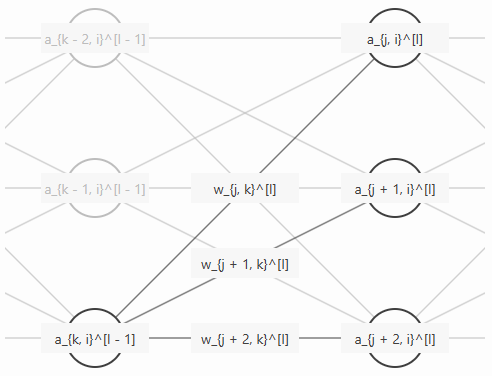 a_{k - 2, i}^[l - 1]
a_{j, i}^[l]
a_{k - 1, i}^[l - 1]
w_{j, k}^[l]
a_{j + 1, i}^[l]
w_{j + 1, k}^[l]
a_{k, i}^[l - 1]
w_{j + 2, k}^[l]
a_{j + 2, i}^[l]